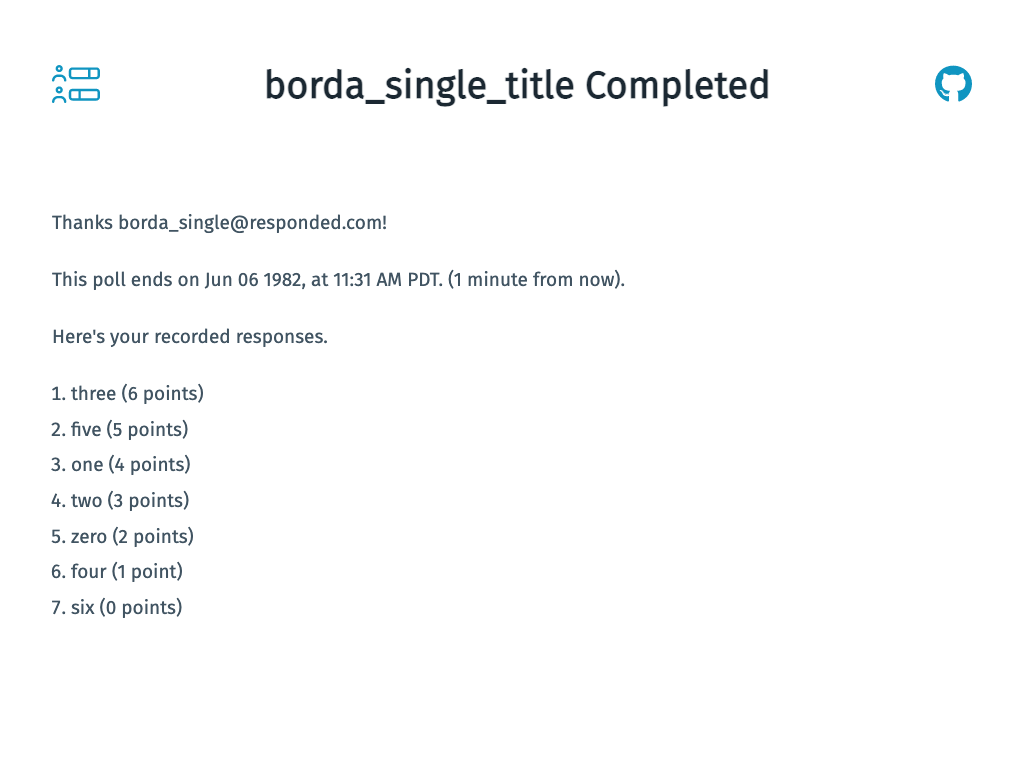 borda_single_title Completed
Thanks borda_single@responded.com!
This poll ends on Jun 06 1982, at 11:31 AM PDT. (1 minute from now).
Here's your recorded responses.
1. three (6 points)
2. five (5 points)
3. one (4 points)
4. two (3 points)
5. zero (2 points)
6. four (1 point)
7. six (0 points)